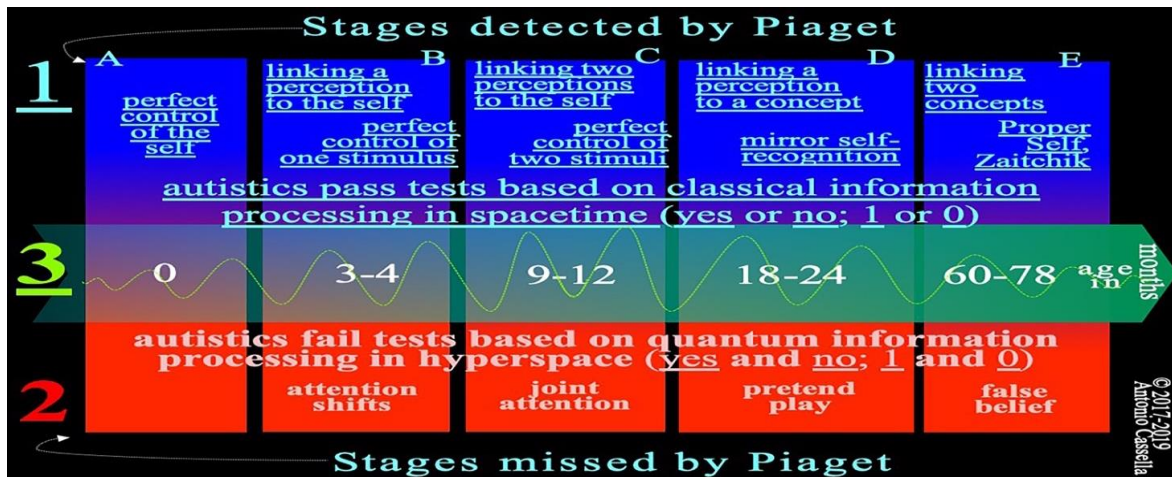 Stages detected by Piaget
1
A
perfect
control
of the
self
B
linking a
perception
to the self
perfect
control of
one stimulus
C
linking two
perceptions
to the self
perfect
control of
two stimuli
D
linking a
perception
to a concept
mirror self-
recognition
E
linking
two
concepts
Proper
Self,
Zaitchik
autistics pass tests based on classical information
processing in spacetime (yes or no; 1 or 0)
3
0
3-4
9-12
18-24
60-78
age
in
months
autistics fail tests based on quantum information
processing in hyperspace (yes and no; 1 and 0)
2
attention
shifts
joint
attention
pretend
play
false
belief
© 2017-2019
Antonio Casella
Stages missed by Piaget